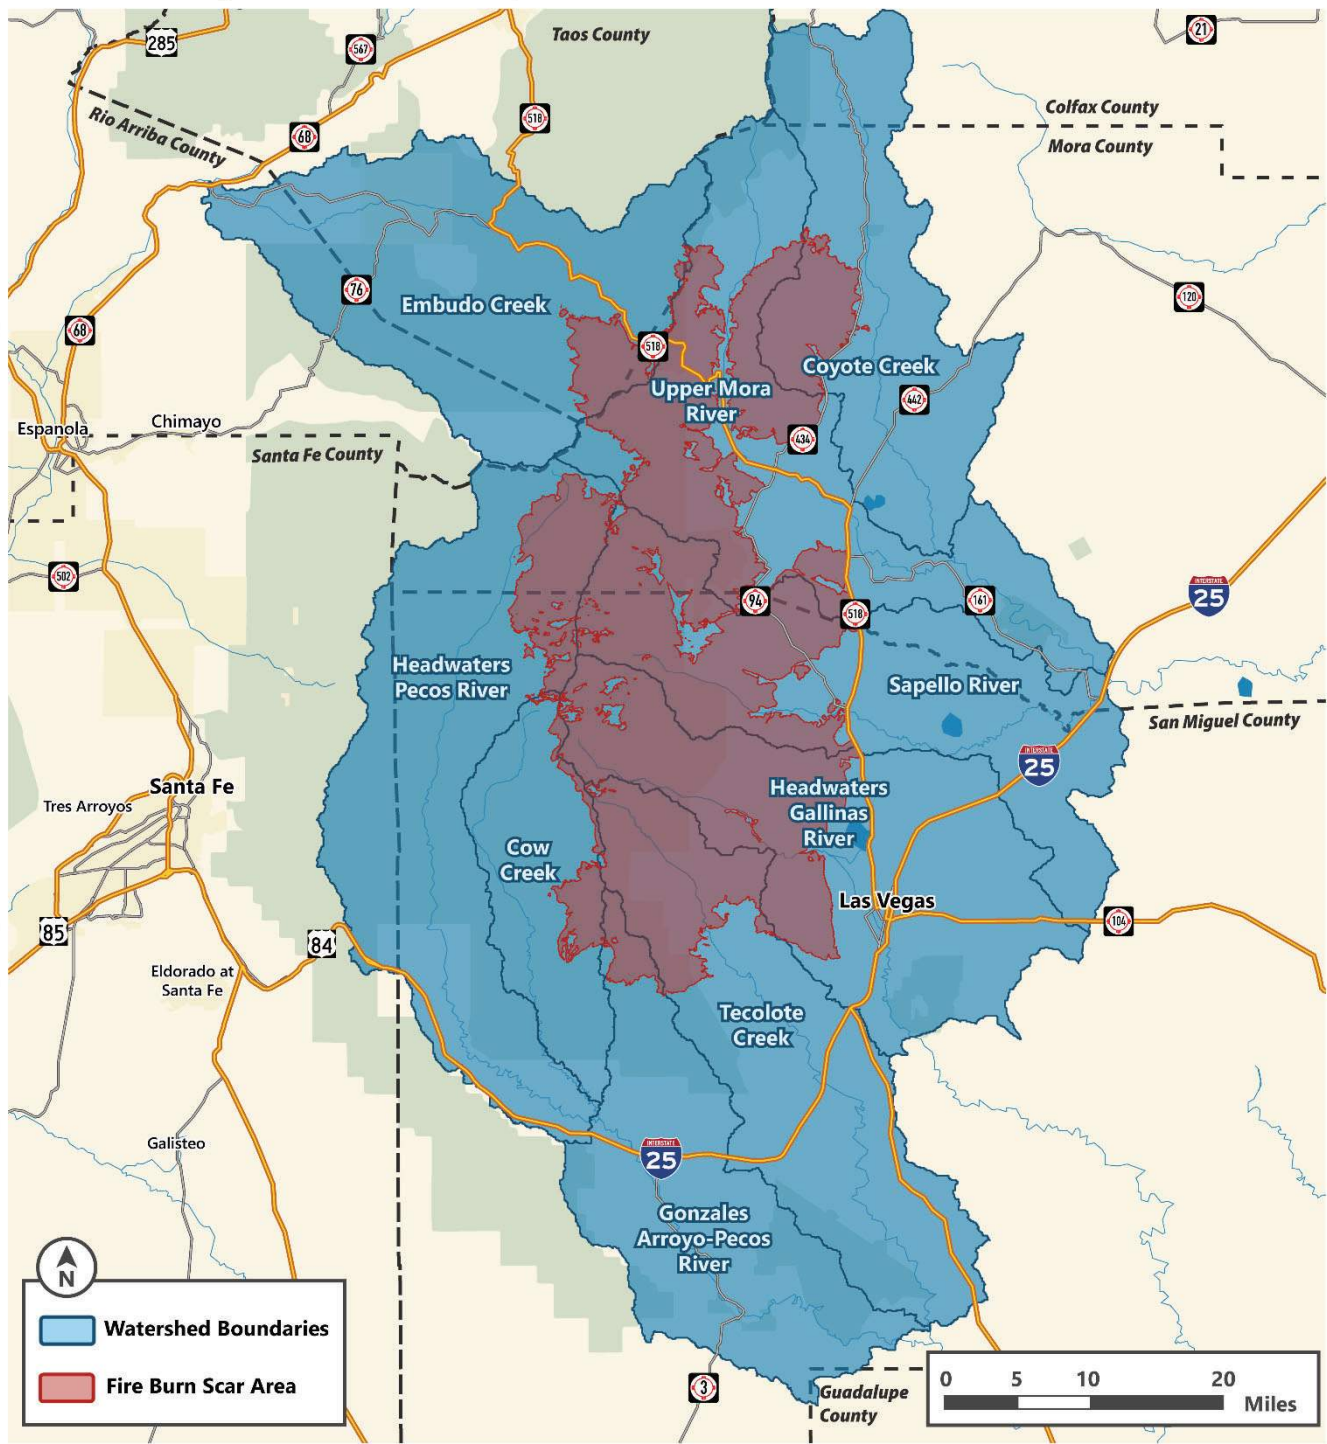 Taos County
21
285
567
518
Colfax County
Mora County
Rio Arriba County
68
76
120
Embudo Creek
68
518
Coyote Creek
Upper Mora
River
442
Chimayo
Espanola
434
Santa Fe County
502
94
518
161
INTERSTATE
25
Headwaters
Pecos River
Sapello River
San Miguel County
INTERSTATE
25
Santa Fe
Tres Arroyos
Headwaters
Gallinas
River
Cow
Creek
Las Vegas
104
85
84
Eldorado at
Santa Fe
Tecolote
Creek
Galisteo
INTERSTATE
25
Gonzales
Arroyo-Pecos
River
N
Watershed Boundaries
Fire Burn Scar Area
3
Guadalupe
County
0 5 10 20
Miles